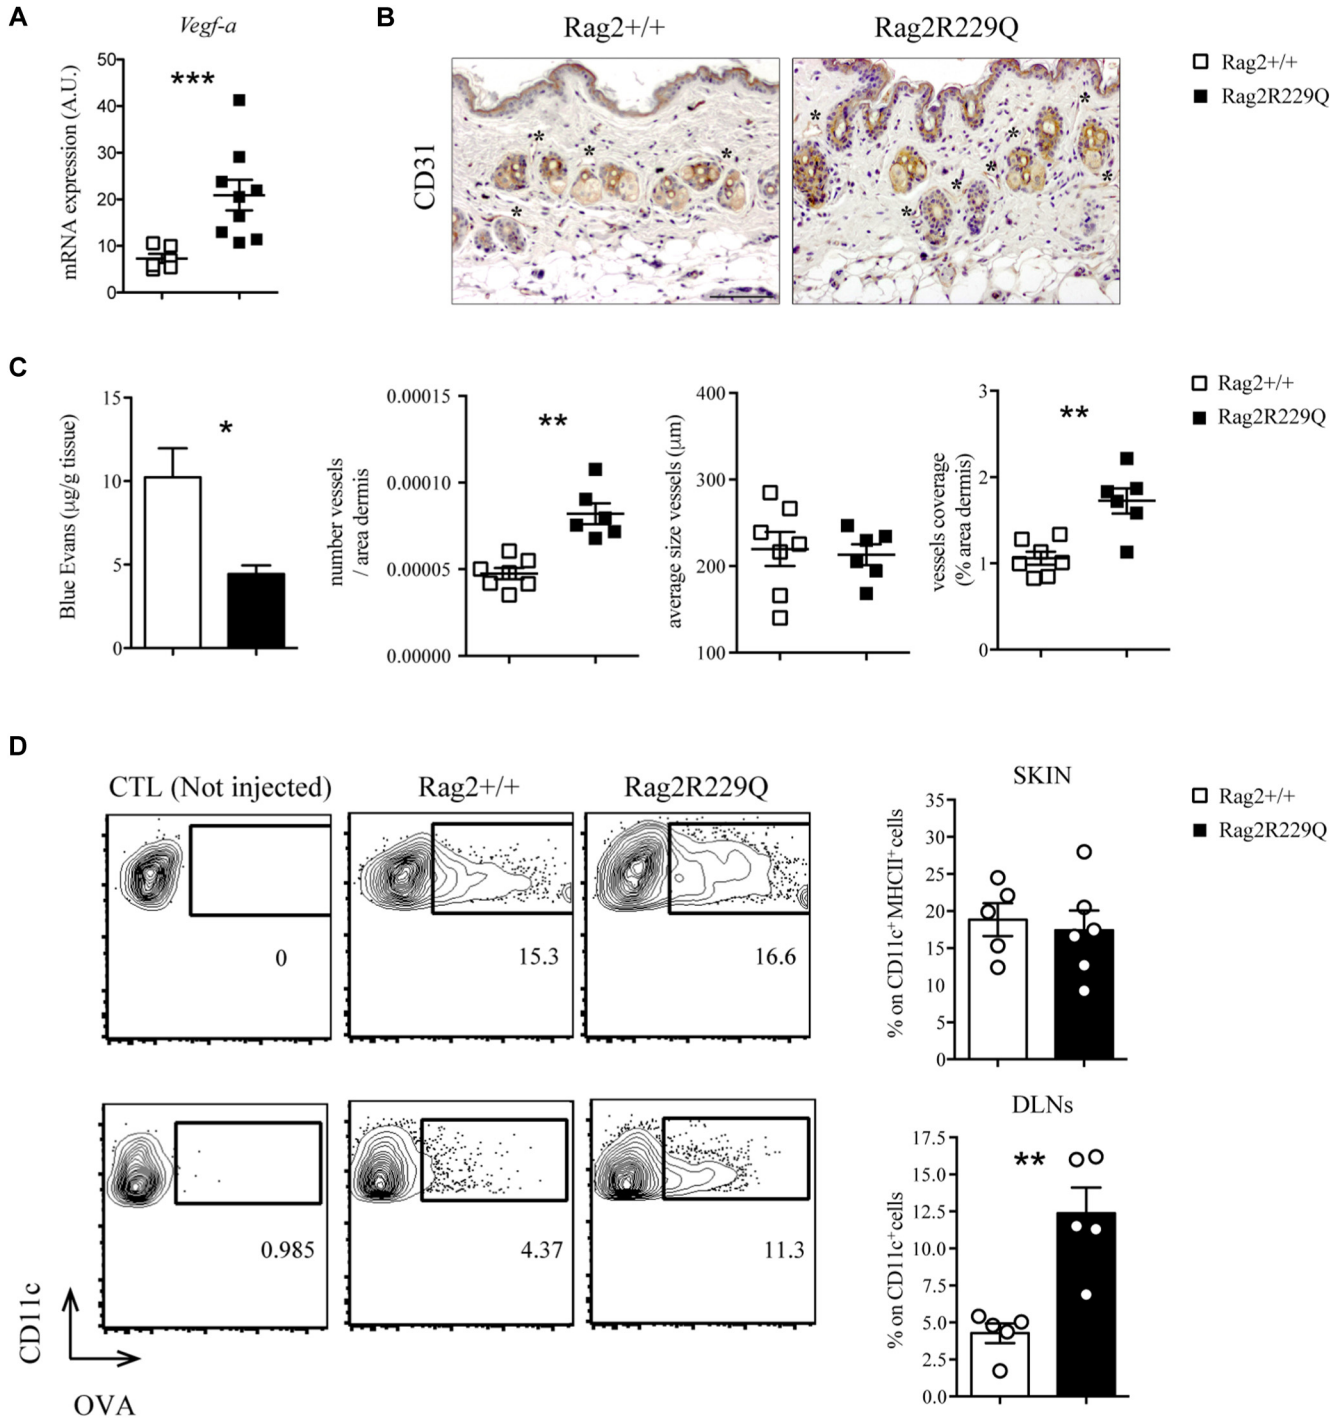 A
Vegf-a
mRNA expression (A.U.)
50
40
30
20
10
0
***
B
Rag2+/+
Rag2R229Q
CD31
* * * *
* * * * * * *
Rag2+/+
Rag2R229Q
C
Blue Evans (µg/g tissue)
15
10
5
0
*
number vessels
/ area dermis
0.00015
0.00010
0.00005
0.00000
**
average size vessels (µm)
400
300
200
100
vessels coverage
(% area dermis)
3
2
1
0
**
Rag2+/+
Rag2R229Q
D
CTL (Not injected)
Rag2+/+
Rag2R229Q
0
15.3
16.6
0.985
4.37
11.3
CD11c
OVA
SKIN
% on CD11c+ MHCII+ cells
35
30
25
20
15
10
5
0
Rag2+/+
Rag2R229Q
DLNs
% on CD11c+ cells
17.5
15.0
12.5
10.0
7.5
5.0
2.5
0.0
**